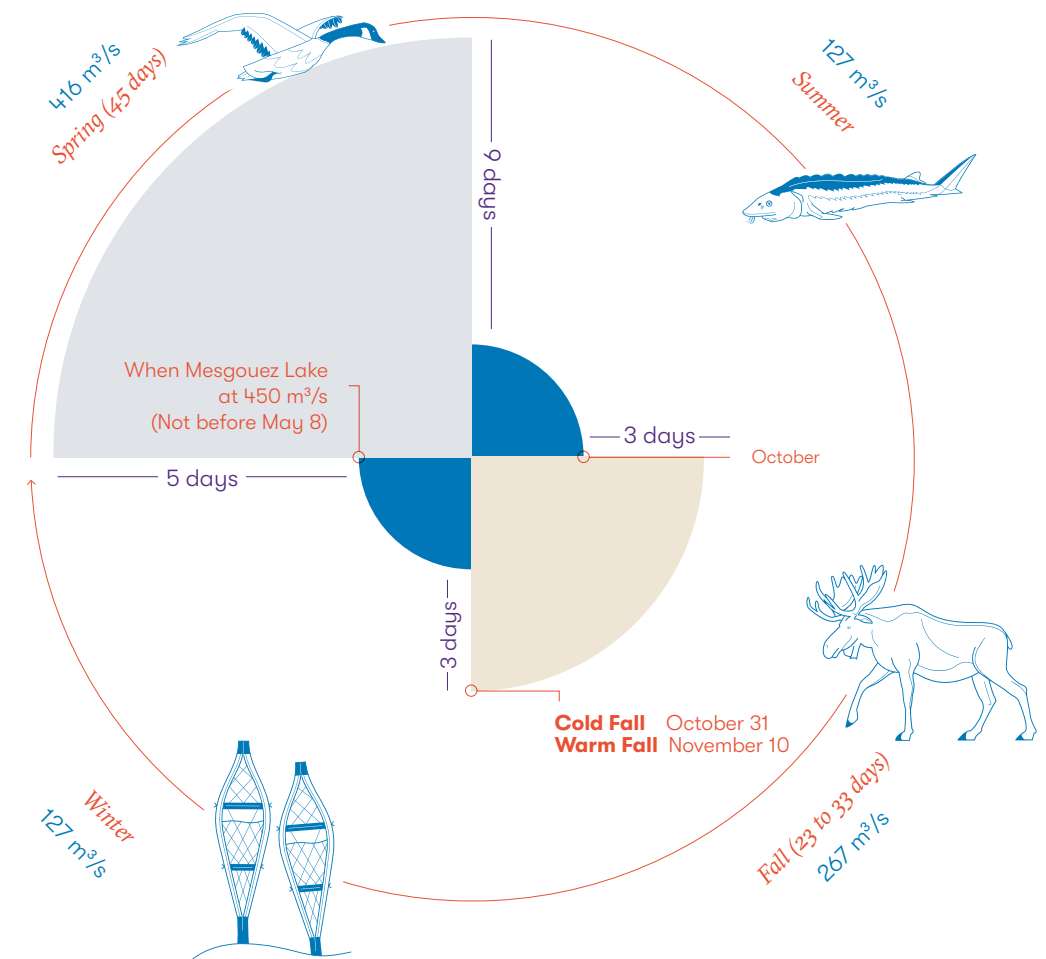 416 m³/s
Spring (45 days)
127 m³/s
Summer
9 days
When Mesgouez Lake
at 450 m³/s
(Not before May 8)
3 days
October
5 days
3 days
Cold Fall October 31
Warm Fall November 10
Winter
127 m³/s
Fall (23 to 33 days)
267 m³/s